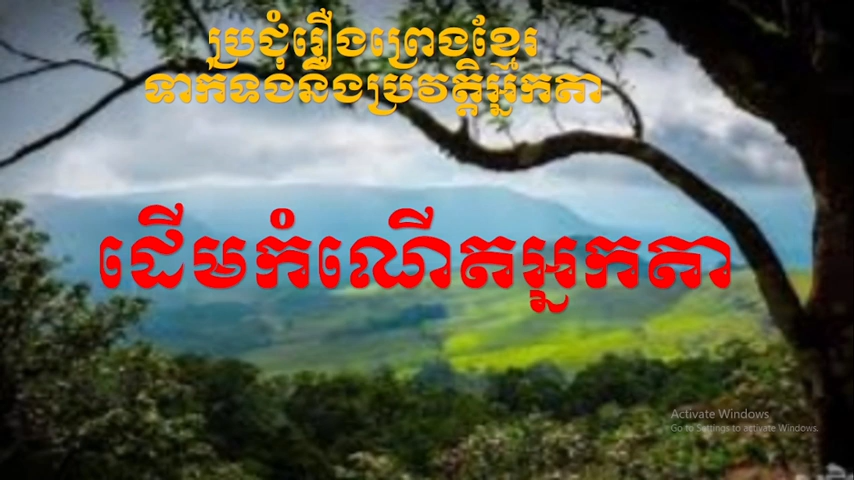 ប្រជុំរឿងព្រេងខ្មែរ
ទាក់ទងនឹងប្រវត្តិអ្នកតា
ដើមកំណើតអ្នកតា
Activate Windows
Go to Settings to activate Windows.